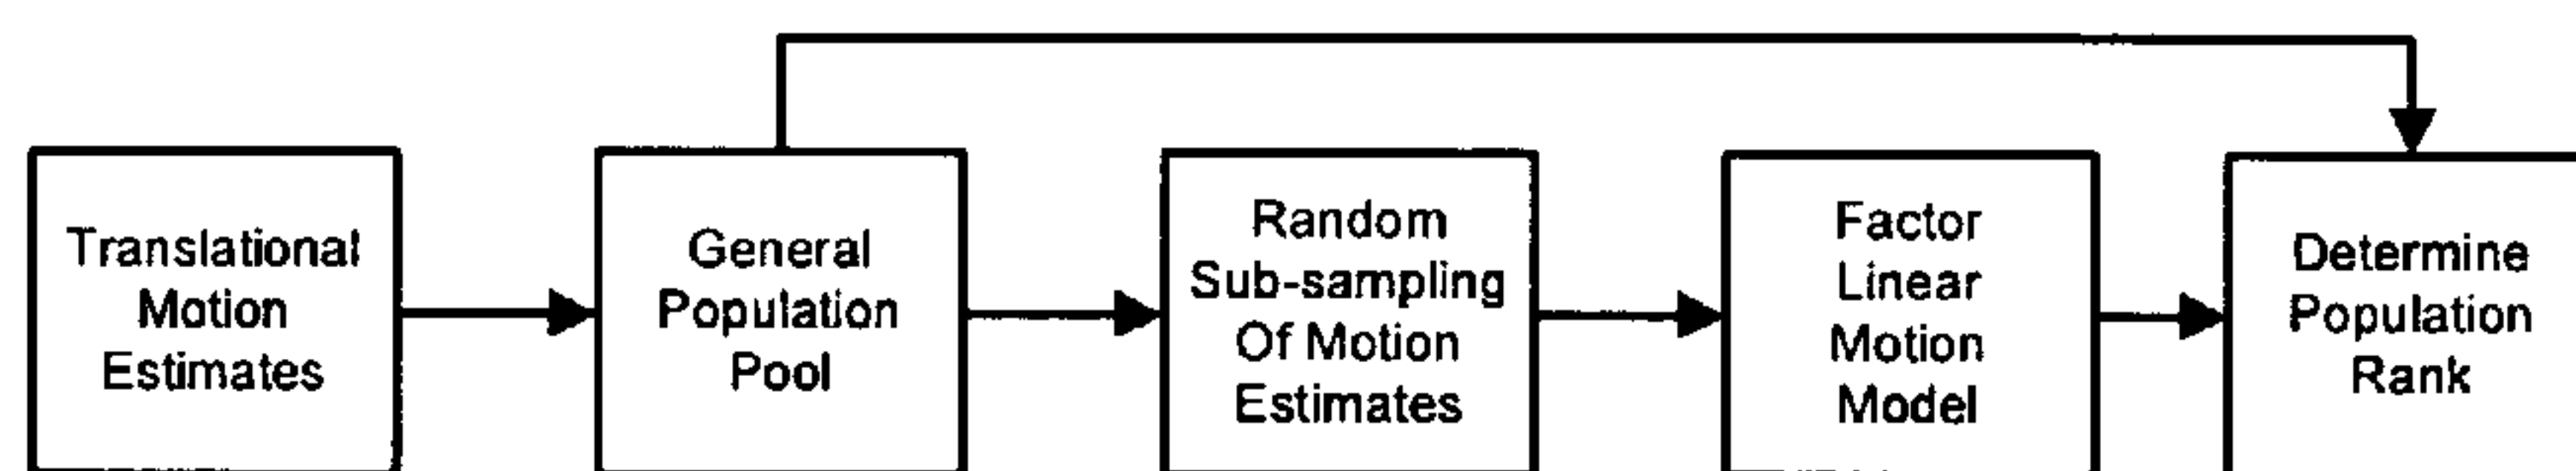 Translational
Motion
Estimates
General
Population
Pool
Random
Sub-sampling
Of Motion
Estimates
Factor
Linear
Motion
Model
Determine
Population
Rank